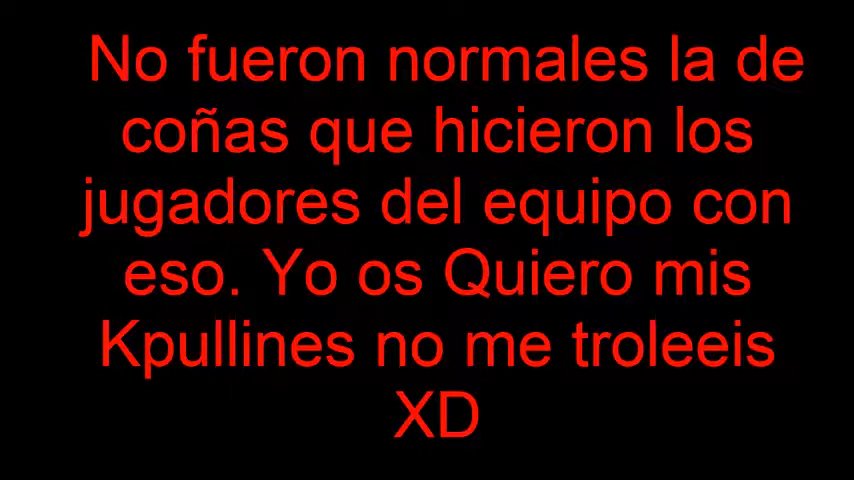 No fueron normales la de
coñas que hicieron los
jugadores del equipo con
eso. Yo os Quiero mis
Kpullines no me troleeis
XD